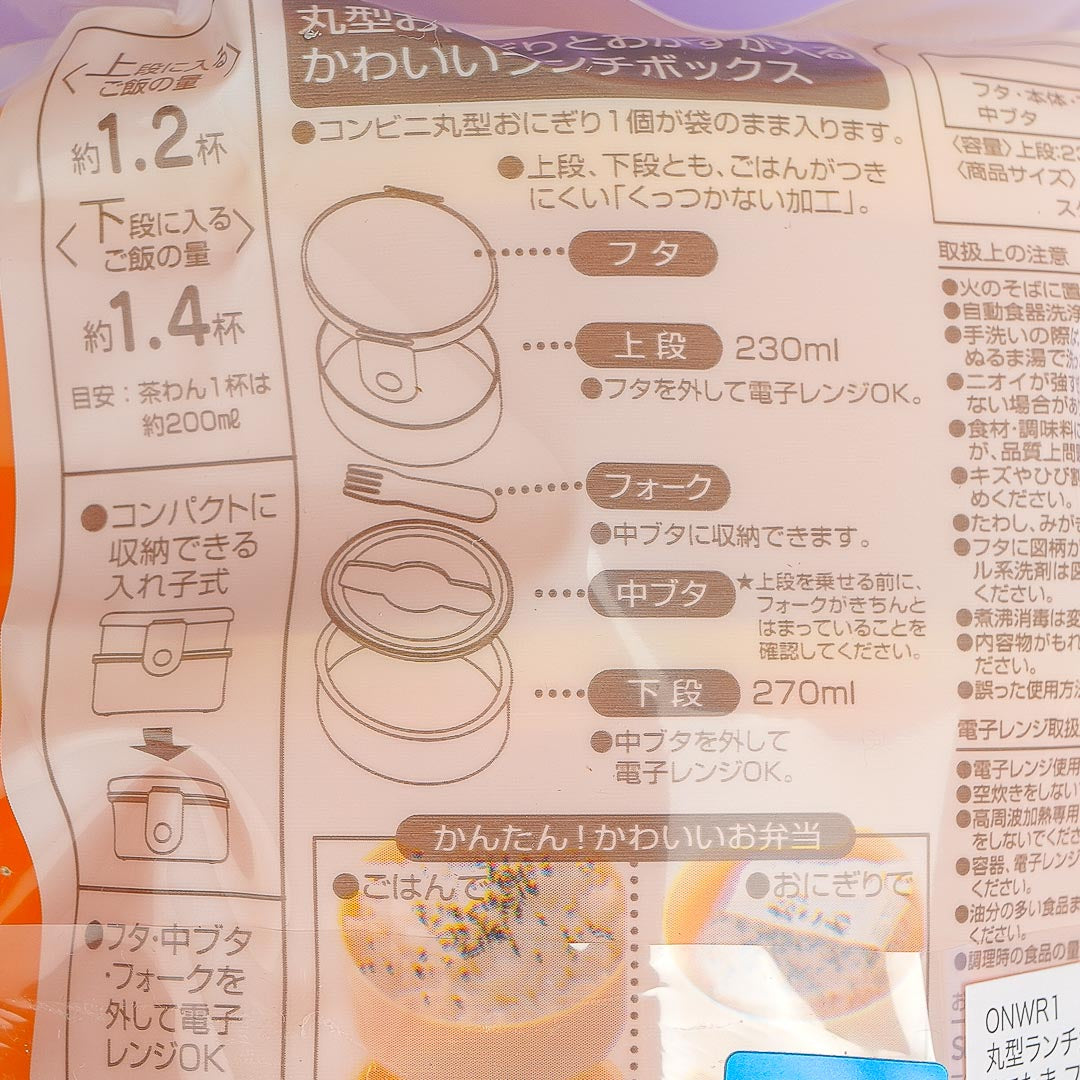 〈上段に入る〉
ご飯の量
約1.2杯
〈下段に入る〉
ご飯の量
約1.4杯
目安：茶わん1杯は
約200㎖
●コンパクトに
収納できる
入れ子式
●フタ・中ブタ
・フォークを
外して電子
レンジOK
丸型おにぎりとおかずが入る
かわいいランチボックス
●コンビニ丸型おにぎり1個が袋のまま入ります。
●上段、下段とも、ごはんがつき
にくい「くっつかない加工」。
フタ
上段 230ml
●フタを外して電子レンジOK。
フォーク
●中ブタに収納できます。
中ブタ
★上段を乗せる前に、
フォークがきちんと
はまっていることを
確認してください。
下段 270ml
●中ブタを外して
電子レンジOK。
かんたん！かわいいお弁当
●ごはんで
●おにぎりで
フタ・本体・
中ブタ
〈容量〉上段:2
〈商品サイズ〉
取扱上の注意
●火のそばに置
●自動食器洗浄
●手洗いの際は
ぬるま湯で
●ニオイが強
ない場合があ
●食材・調味料
が、品質上問
●キズやひび割
めください。
●たわし、みがき
●フタに図柄が
ル系洗剤は図
ください。
●煮沸消毒は変
●内容物がもれ
ださい。
●誤った使用方法
電子レンジ取扱
●電子レンジ使用
●空炊きをしない
●高周波加熱専用
をしないでくださ
●容器、電子レンジ
ください。
●油分の多い食品ま
ください。
●調理時の食品の量
ONWR1
丸型ランチ